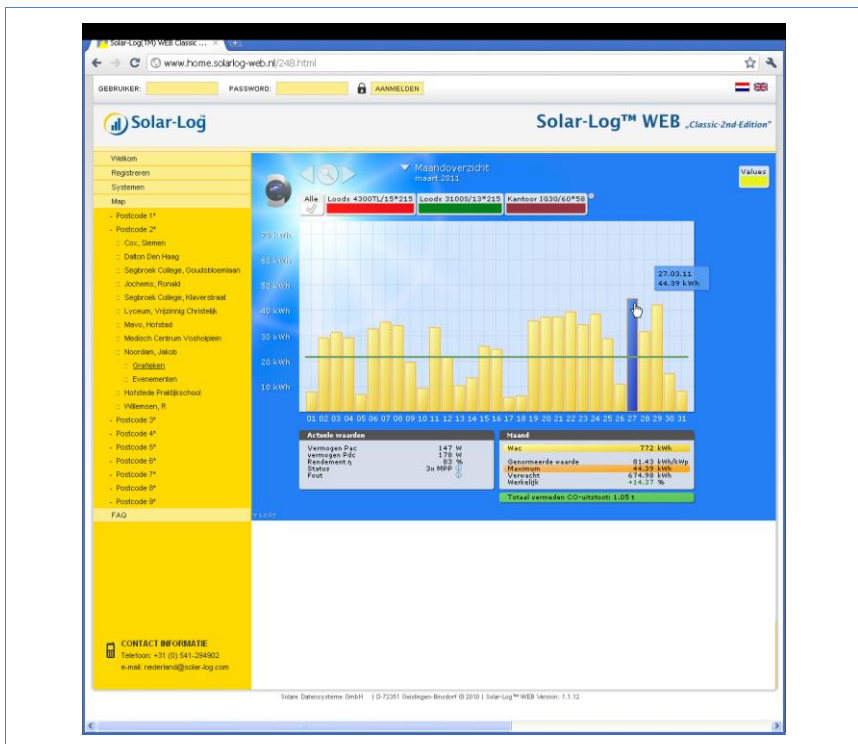 Solar-Log(TM) WEB Classic ...
www.home.solarlog-web.nl/248.html
GEBRUIKER: PASSWORD: AANMELDEN
Solar-Log
Solar-Log™ WEB „Classic-2nd-Edition"
Welkom
Registreren
Systemen
Map
- Postcode 1*
- Postcode 2*
:: Cox, Siemen
:: Dalton Den Haag
:: Segbroek College, Goudsbloemlaan
:: Jochems, Ronald
:: Segbroek College, Klaverstraat
:: Lyceum, Vrijzinnig Christelijk
:: Mavo, Hofstad
:: Medisch Centrum Vosholplein
:: Noordam, Jakob
:: Grafieken
:: Evenementen
:: Hofstede Praktijkschool
:: Willemsen, R
- Postcode 3*
- Postcode 4*
- Postcode 5*
- Postcode 6*
- Postcode 7*
- Postcode 8*
- Postcode 9*
FAQ
CONTACT INFORMATIE
Telefoon: +31 (0) 541-294902
e-mail: nederland@solar-log.com
Maandoverzicht
maart 2011
Values
Alle Loods 4300TL/15*215 Loods 3100S/13*215 Kantoor IG30/60*58
70 kWh
60 kWh
50 kWh
40 kWh
30 kWh
20 kWh
10 kWh
27.03.11
44.39 kWh
01 02 03 04 05 06 07 08 09 10 11 12 13 14 15 16 17 18 19 20 21 22 23 24 25 26 27 28 29 30 31
Actuele waarden
Vermogen Pac 147 W
vermogen Pdc 178 W
Rendement η 83 %
Status 3x MPP
Fout
Maand
Wac 772 kWh
Genormeerde waarde 81.43 kWh/kWp
Maximum 44.39 kWh
Verwacht 674.98 kWh
Werkelijk +14.37 %
Totaal vermeden CO-uitstoot: 1.05 t
Solare Datensysteme GmbH | D-72351 Geislingen-Binsdorf © 2010 | Solar-Log™ WEB Version: 1.1.12